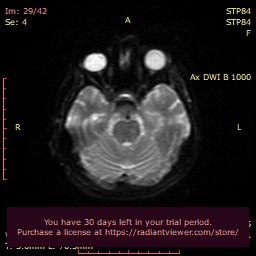 Im: 29/42
Se: 4
STP84
STP84
F
A
Ax DWI B 1000
R
L
You have 30 days left in your trial period.
Purchase a license at https://radiantviewer.com/store/